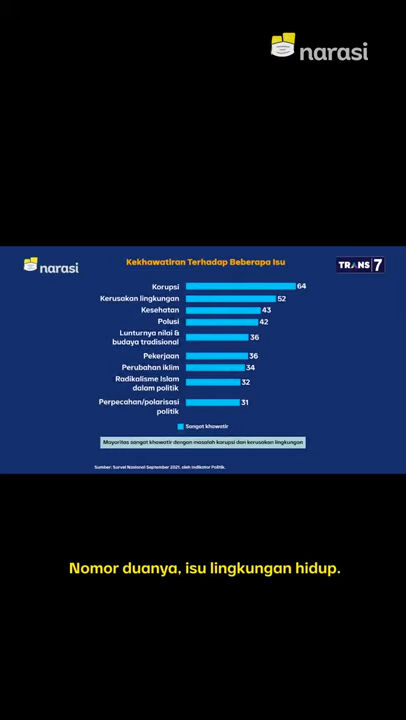 narasi
narasi
Kekhawatiran Terhadap Beberapa Isu
TRANS 7
Korupsi 64
Kerusakan lingkungan 52
Kesehatan 43
Polusi 42
Lunturnya nilai &
budaya tradisional 36
Pekerjaan 36
Perubahan iklim 34
Radikalisme Islam
dalam politik 32
Perpecahan/polarisasi
politik 31
Sangat khawatir
Mayoritas sangat khawatir dengan masalah korupsi dan kerusakan lingkungan
Sumber: Survei Nasional September 2021. oleh Indikator Politik.
Nomor duanya, isu lingkungan hidup.